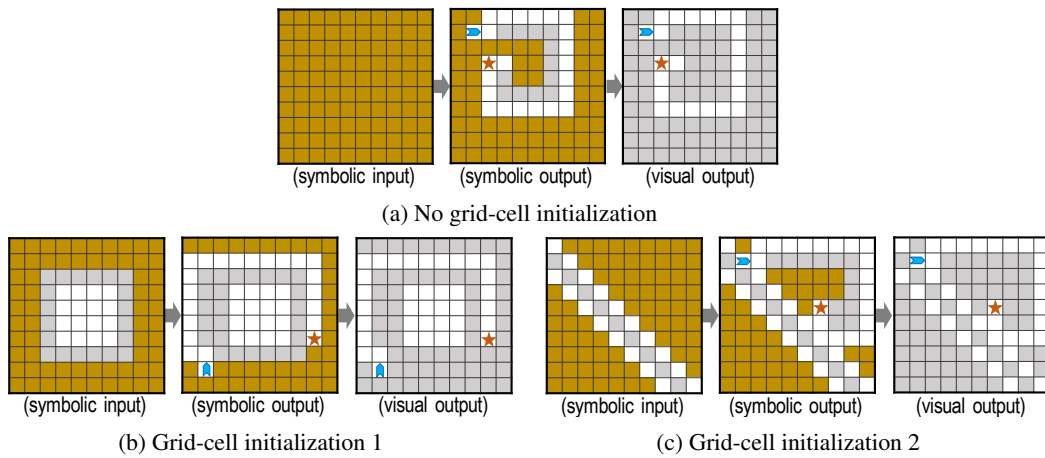 (symbolic input) (symbolic output) (visual output)
(a) No grid-cell initialization
(symbolic input) (symbolic output) (visual output) (symbolic input) (symbolic output) (visual output)
(b) Grid-cell initialization 1 (c) Grid-cell initialization 2